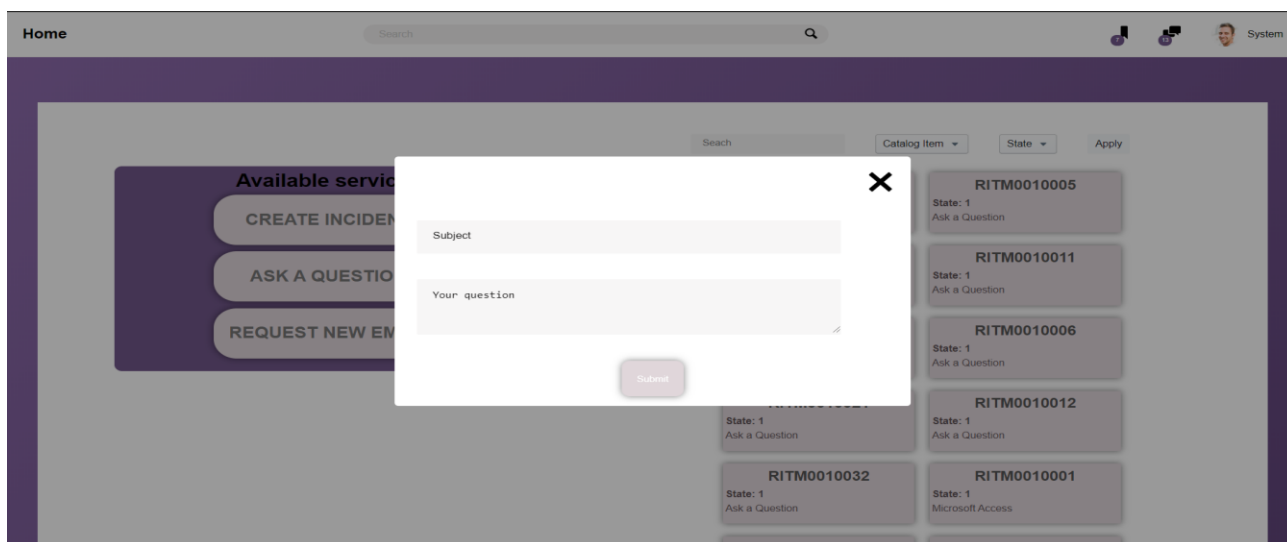 Home
Search
7
13
System
Seach
Catalog Item
State
Apply
Available servic
CREATE INCIDEN
ASK A QUESTIO
REQUEST NEW EM
Subject
Your question
Submit
RITM0010005
State: 1
Ask a Question
RITM0010011
State: 1
Ask a Question
RITM0010006
State: 1
Ask a Question
State: 1
Ask a Question
RITM0010012
State: 1
Ask a Question
RITM0010032
State: 1
Ask a Question
RITM0010001
State: 1
Microsoft Access